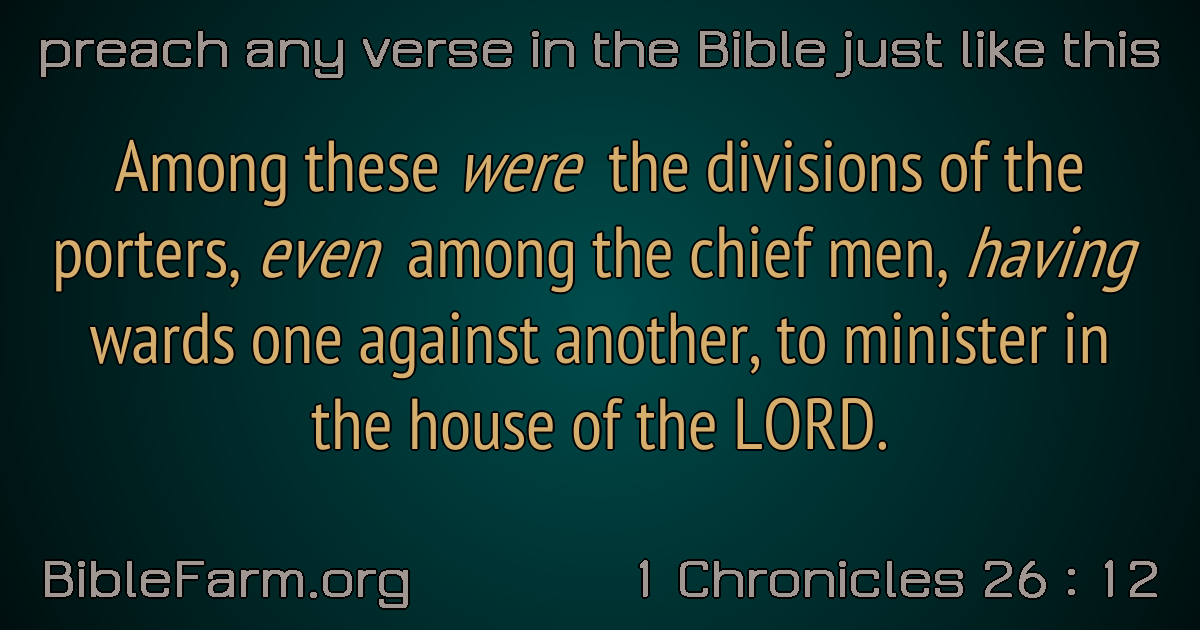 preach any verse in the Bible just like this
Among these were the divisions of the
porters, even among the chief men, having
wards one against another, to minister in
the house of the LORD.
BibleFarm.org
1 Chronicles 26 : 12